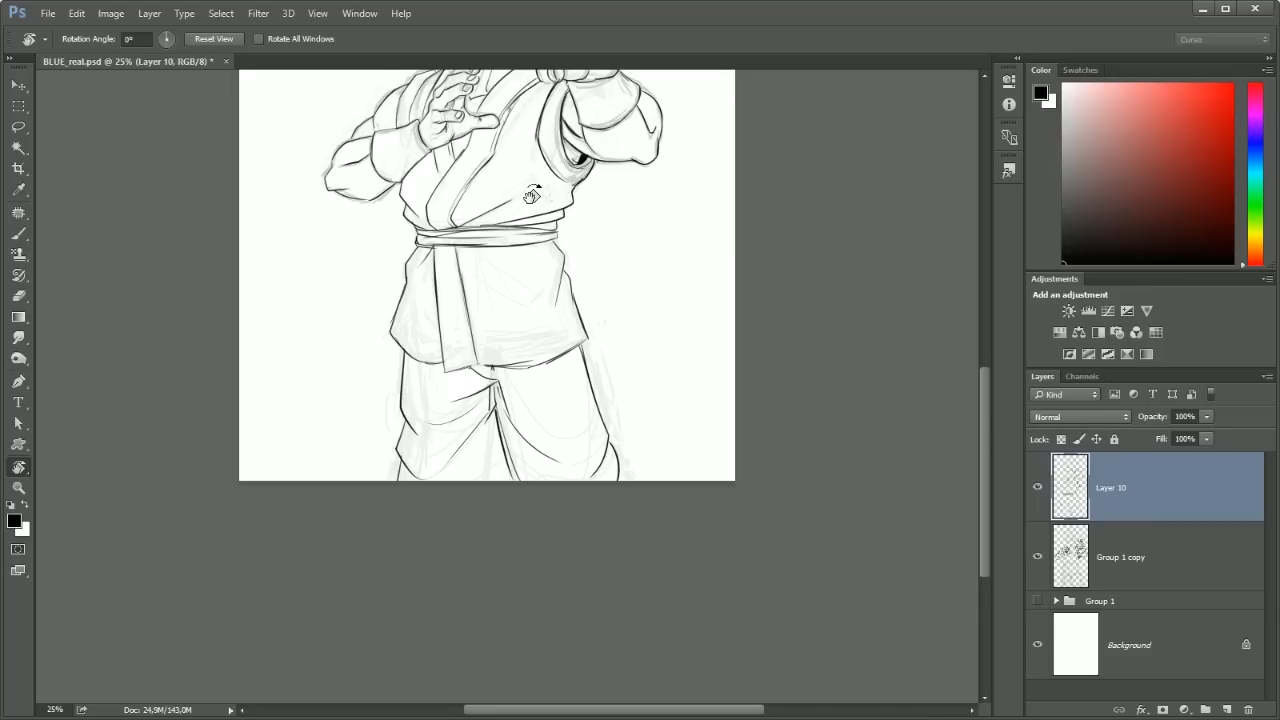 Ps File Edit Image Layer Type Select Filter 3D View Window Help
Rotation Angle: 0° Reset View Rotate All Windows Curso
BLUE_real.psd @ 25% (Layer 10, RGB/8) * ×
Color Swatches
Adjustments
Add an adjustment
Layers Channels
Kind
Normal Opacity: 100%
Lock: Fill: 100%
Layer 10
Group 1 copy
Group 1
Background
25% Doc: 24,9M/143,0M